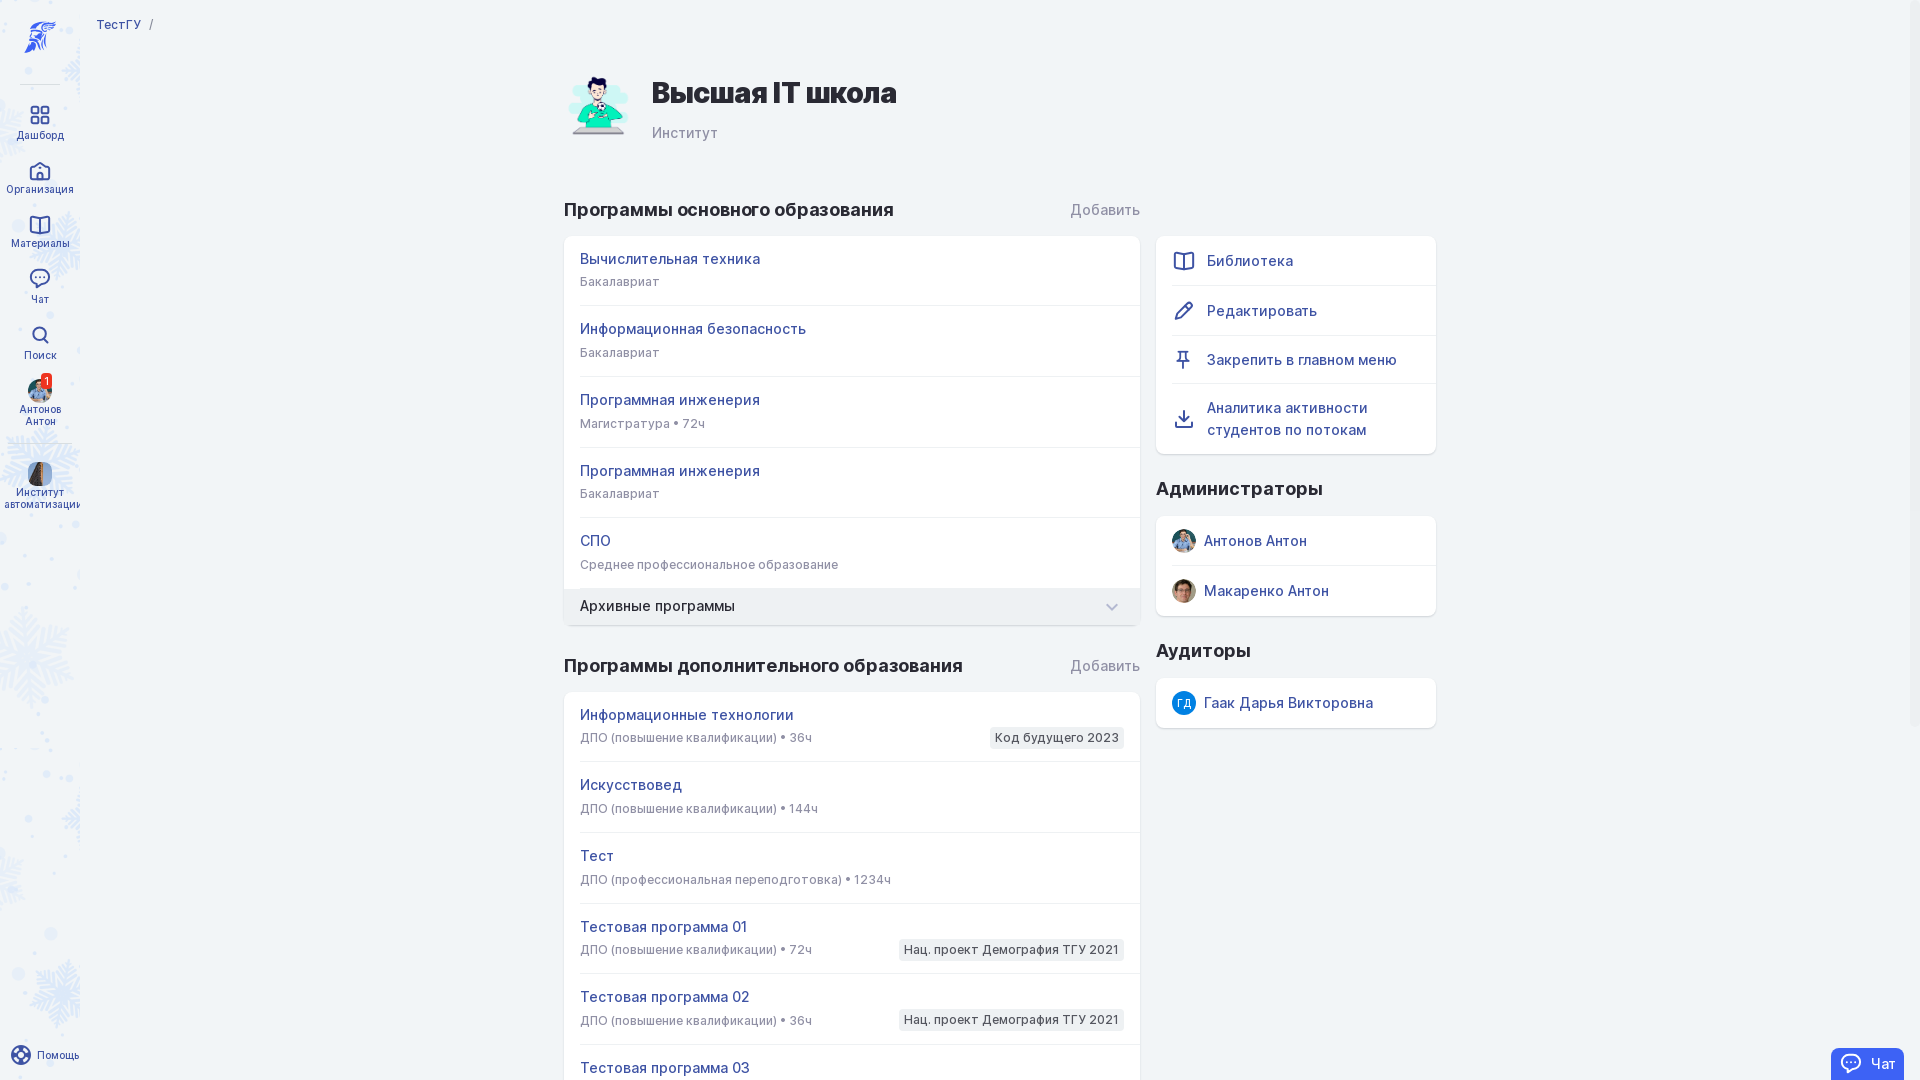 ТестГУ /
Дашборд
Организация
Материалы
Чат
Поиск
1
Антонов
Антон
Институт
автоматизации
Помощь
Высшая IT школа
Институт
Программы основного образования
Добавить
Вычислительная техника
Бакалавриат
Информационная безопасность
Бакалавриат
Программная инженерия
Магистратура • 72ч
Программная инженерия
Бакалавриат
СПО
Среднее профессиональное образование
Архивные программы
Программы дополнительного образования
Добавить
Информационные технологии
ДПО (повышение квалификации) • 36ч
Код будущего 2023
Искусствовед
ДПО (повышение квалификации) • 144ч
Тест
ДПО (профессиональная переподготовка) • 1234ч
Тестовая программа 01
ДПО (повышение квалификации) • 72ч
Нац. проект Демография ТГУ 2021
Тестовая программа 02
ДПО (повышение квалификации) • 36ч
Нац. проект Демография ТГУ 2021
Тестовая программа 03
Библиотека
Редактировать
Закрепить в главном меню
Аналитика активности
студентов по потокам
Администраторы
Антонов Антон
Макаренко Антон
Аудиторы
ГД
Гаак Дарья Викторовна
Чат